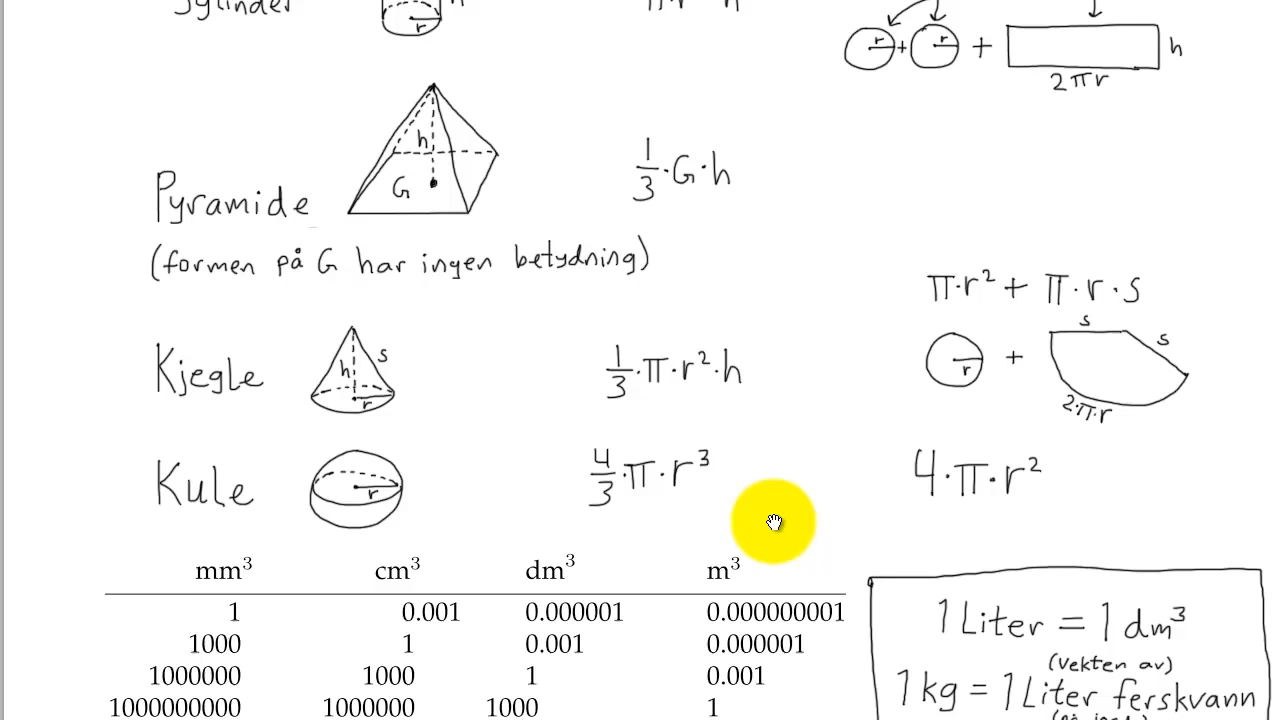 Sylinder r h π·r²·h
r + r + h
2πr
Pyramide h G 1/3·G·h
(formen på G har ingen betydning)
π·r² + π·r·s
Kjegle h s r 1/3·π·r²·h
r + s s 2·π·r
Kule r 4/3·π·r³ 4·π·r²
mm³ cm³ dm³ m³
1 0.001 0.000001 0.000000001
1000 1 0.001 0.000001
1000000 1000 1 0.001
1000000000 1000000 1000 1
1 Liter = 1 dm³
(vekten av)
1 kg = 1 Liter ferskvann